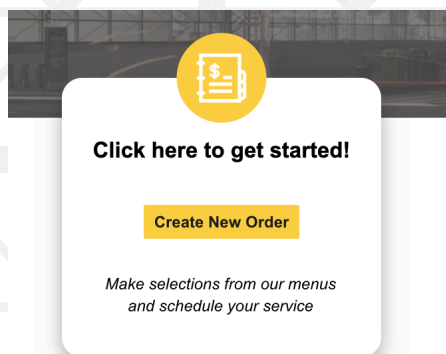 $
Click here to get started!
Create New Order
Make selections from our menus
and schedule your service